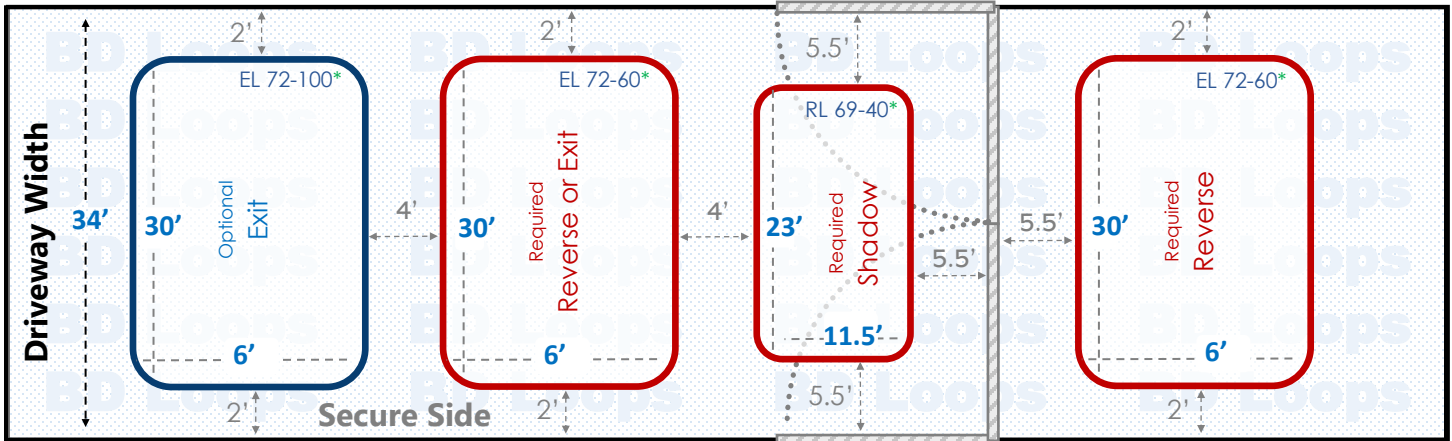 Driveway Width
34'
2'
EL 72-100*
30'
Optional
Exit
6'
2'
4'
2'
EL 72-60*
30'
Required
Reverse or Exit
6'
2'
4'
5.5'
RL 69-40*
23'
Required
Shadow
11.5'
5.5'
5.5'
5.5'
2'
EL 72-60*
30'
Required
Reverse
6'
2'
Secure Side
BD Loops